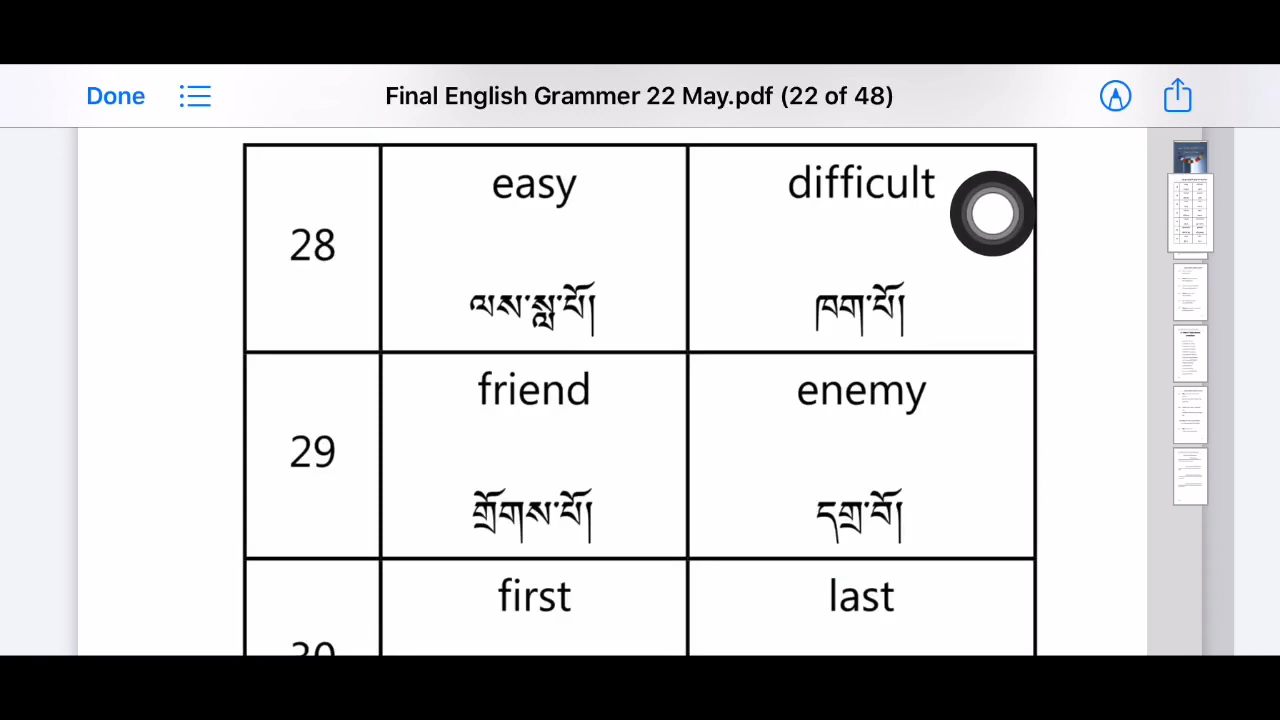 Done
Final English Grammer 22 May.pdf (22 of 48)
easy difficult
28
ལས་སླ་པོ། ཁག་པོ།
friend enemy
29
གྲོགས་པོ། དགྲ་བོ།
first last
30